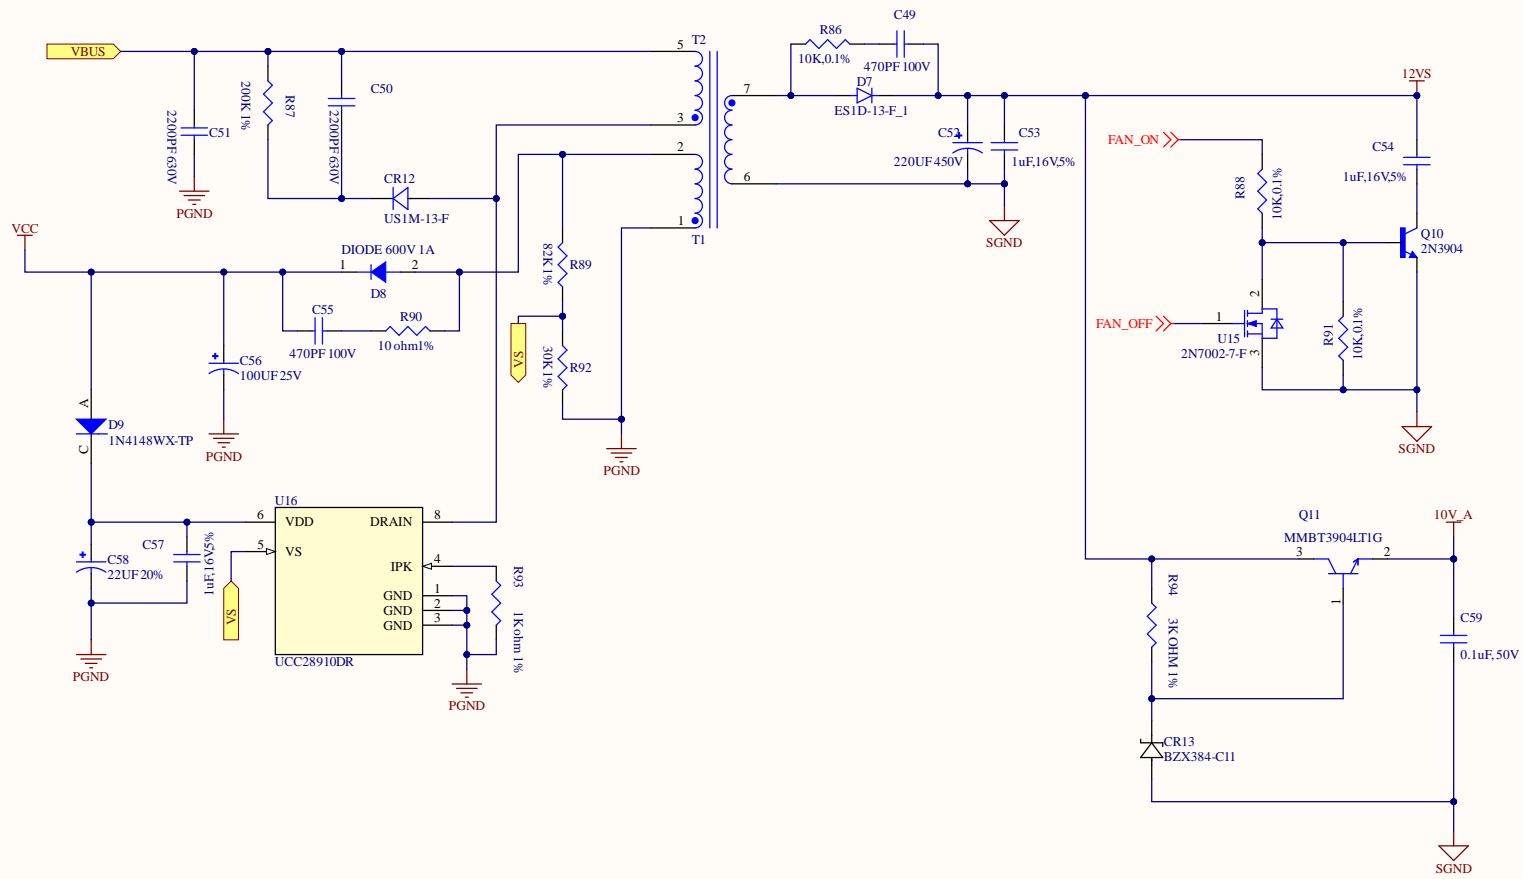 VBUS
C51
2200PF 630V
PGND
200K 1%
R87
C50
2200PF 630V
CR12
US1M-13-F
T2
5
3
2
1
T1
7
6
R86
10K,0.1%
C49
470PF 100V
D7
ES1D-13-F_1
C52
220UF 450V
C53
1uF,16V,5%
SGND
12VS
C54
1uF,16V,5%
FAN_ON
R88
10K,0.1%
Q10
2N3904
FAN_OFF
1
2
3
U15
2N7002-7-F
R91
10K,0.1%
SGND
VCC
DIODE 600V 1A
1
2
D8
C55
470PF 100V
R90
10 ohm1%
C56
100UF 25V
PGND
82K 1%
R89
VS
30K 1%
R92
PGND
A
D9
1N4148WX-TP
C
C58
22UF 20%
C57
1uF,16V,5%
PGND
U16
6
VDD
5
VS
VS
DRAIN
8
IPK
4
GND
1
GND
2
GND
3
UCC28910DR
R93
1K ohm 1%
PGND
Q11
MMBT3904LT1G
3
2
1
10V_A
R94
3K OHM 1%
C59
0.1uF, 50V
CR13
BZX384-C11
SGND